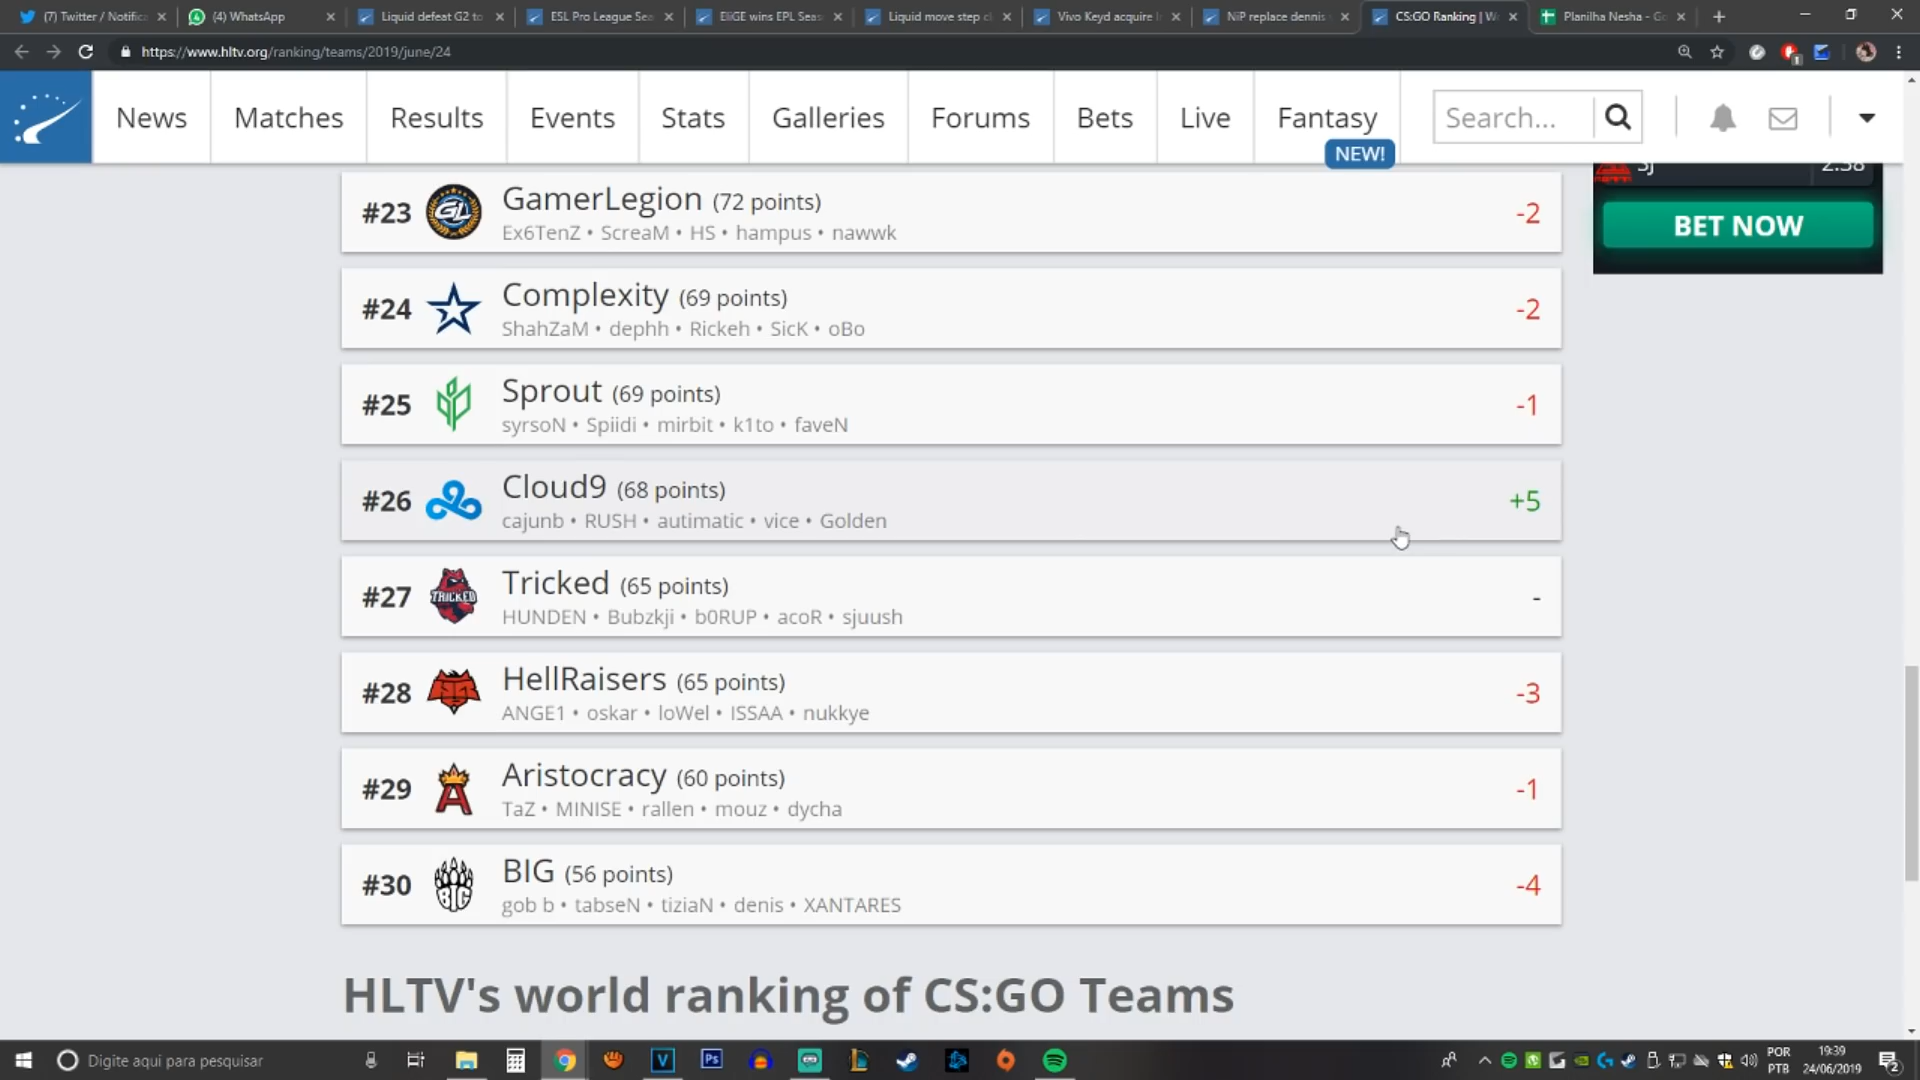 (7) Twitter / Notifica
(4) WhatsApp
Liquid defeat G2 to
ESL Pro League Sea
EliGE wins EPL Seas
Liquid move step cl
Vivo Keyd acquire I
NiP replace dennis
CS:GO Ranking | W
Planilha Nesha - Go
https://www.hltv.org/ranking/teams/2019/june/24
News
Matches
Results
Events
Stats
Galleries
Forums
Bets
Live
Fantasy
NEW!
Search...
2.38
BET NOW
#23 GamerLegion (72 points) -2
Ex6TenZ • ScreaM • HS • hampus • nawwk
#24 Complexity (69 points) -2
ShahZaM • dephh • Rickeh • SicK • oBo
#25 Sprout (69 points) -1
syrsoN • Spiidi • mirbit • k1to • faveN
#26 Cloud9 (68 points) +5
cajunb • RUSH • autimatic • vice • Golden
#27 Tricked (65 points) -
HUNDEN • Bubzkji • b0RUP • acoR • sjuush
#28 HellRaisers (65 points) -3
ANGE1 • oskar • loWel • ISSAA • nukkye
#29 Aristocracy (60 points) -1
TaZ • MINISE • rallen • mouz • dycha
#30 BIG (56 points) -4
gob b • tabseN • tiziaN • denis • XANTARES
HLTV's world ranking of CS:GO Teams
Digite aqui para pesquisar
POR
PTB
19:39
24/06/2019
2